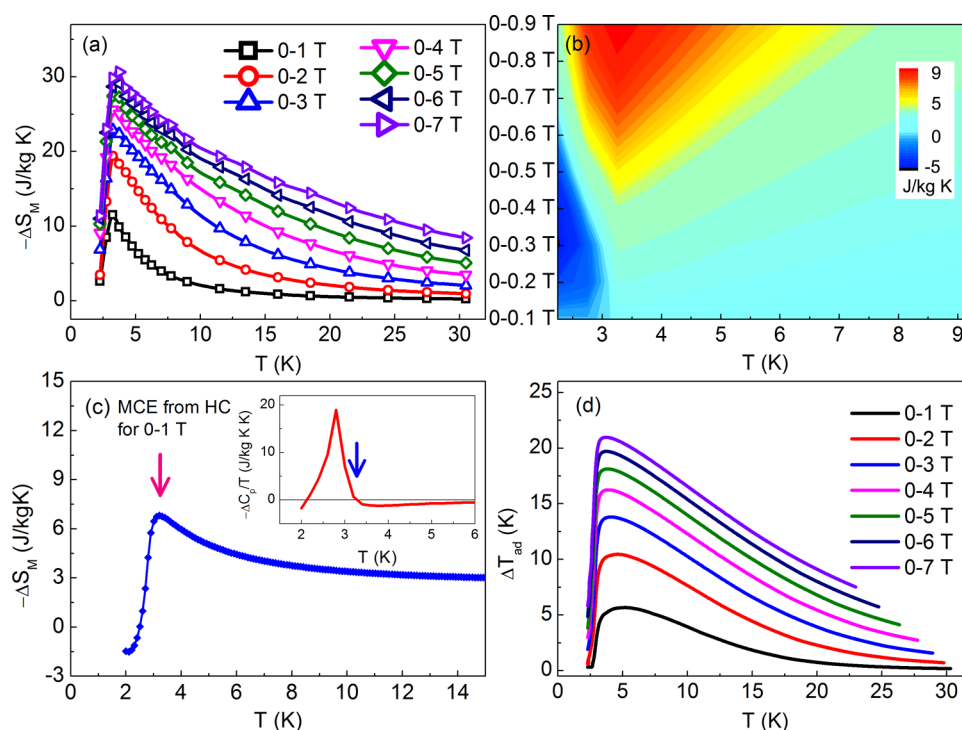 (a)
0-1 T
0-2 T
0-3 T
0-4 T
0-5 T
0-6 T
0-7 T
−ΔS_M (J/kg K)
30
20
10
0
0 5 10 15 20 25 30
T (K)
(b)
0-0.9 T
0-0.8 T
0-0.7 T
0-0.6 T
0-0.5 T
0-0.4 T
0-0.3 T
0-0.2 T
0-0.1 T
9
5
0
-5
J/kg K
3 4 5 6 7 8 9
T (K)
(c)
MCE from HC
for 0-1 T
−ΔS_M (J/kgK)
15
12
9
6
3
0
-3
0 2 4 6 8 10 12 14
T (K)
−ΔC_p/T (J/kg K K)
20
10
0
2 3 4 5 6
T (K)
(d)
0-1 T
0-2 T
0-3 T
0-4 T
0-5 T
0-6 T
0-7 T
ΔT_ad (K)
25
20
15
10
5
0
0 5 10 15 20 25 30
T (K)